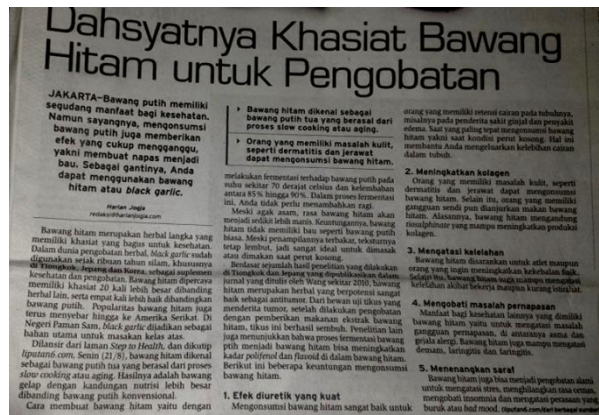 Dahsyatnya Khasiat Bawang
Hitam untuk Pengobatan
JAKARTA–Bawang putih memiliki
segudang manfaat bagi kesehatan.
Namun sayangnya, mengonsumsi
bawang putih juga memberikan
efek yang cukup mengganggu,
yakni membuat napas menjadi
bau. Sebagai gantinya, Anda
dapat menggunakan bawang
hitam atau black garlic.
Harian Jogja
redaksi@harianjogja.com
Bawang hitam merupakan herbal langka yang
memiliki khasiat yang bagus untuk kesehatan.
Dalam dunia pengobatan herbal, black garlic sudah
digunakan sejak ribuan tahun silam, khususnya
di Tiongkok, Jepang dan Korea, sebagai suplemen
kesehatan dan pengobatan. Bawang hitam dipercaya
memiliki khasiat 20 kali lebih besar dibanding
herbal lain, serta empat kali lebih baik dibandingkan
bawang putih. Popularitas bawang hitam juga
terus menyebar hingga ke Amerika Serikat. Di
Negeri Paman Sam, black garlic dijadikan sebagai
bahan utama untuk masakan kelas atas.
Dilansir dari laman Step to Health, dan dikutip
liputan6.com, Senin (21/8), bawang hitam dikenal
sebagai bawang putih tua yang berasal dari proses
slow cooking atau aging. Hasilnya adalah bawang
gelap dengan kandungan nutrisi lebih besar
dibanding bawang putih konvensional.
Cara membuat bawang hitam yaitu dengan
Bawang hitam dikenal sebagai
bawang putih tua yang berasal dari
proses slow cooking atau aging.
Orang yang memiliki masalah kulit,
seperti dermatitis dan jerawat
dapat mengonsumsi bawang hitam.
melakukan fermentasi terhadap bawang putih pada
suhu sekitar 70 derajat celsius dan kelembaban
antara 85% hingga 90%. Dalam proses fermentasi
ini, Anda tidak perlu menambahkan ragi.
Meski agak asam, rasa bawang hitam akan
menjadi sedikit lebih manis. Keuntungannya, bawang
hitam tidak memiliki bau seperti bawang putih
biasa. Meski penampilannya terbakar, teksturnya
tetap lembut, jadi sangat ideal untuk dimasak
atau dimakan saat perut kosong.
Berdasar sejumlah hasil penelitian yang dilakukan
di Tiongkok dan Jepang yang dipublikasikan dalam
jurnal yang ditulis oleh Wang sekitar 2010, bawang
hitam merupakan herbal yang berpotensi sangat
baik sebagai antitumor. Dari hewan uji tikus yang
menderita tumor, setelah dilakukan pengobatan
dengan pemberian makanan ekstrak bawang
hitam, tikus ini berhasil sembuh. Penelitian lain
juga menunjukkan bahwa proses fermentasi bawang
ptih menjadi bawang hitam bisa meningkatkan
kadar polifenol dan flavoid di dalam bawang hitam.
Berikut ini beberapa keuntungan mengonsumsi
bawang hitam.
1. Efek diuretik yang kuat
Mengonsumsi bawang hitam sangat baik untuk
orang yang memiliki retensi cairan pada tubuhnya,
misalnya pada penderita sakit ginjal dan penyakit
edema. Saat yang paling tepat mengonsumsi bawang
hitam yakni saat kondisi perut kosong. Hal ini
membantu Anda mengeluarkan kelebihan cairan
dalam tubuh.
2. Meningkatkan kolagen
Orang yang memiliki masalah kulit, seperti
dermatitis dan jerawat dapat mengonsumsi
bawang hitam. Selain itu, orang yang memiliki
gangguan sendi pun dianjurkan makan bawang
hitam. Alasannya, bawang hitam mengandung
riosulphinate yang mampu meningkatkan produksi
kolagen.
3. Mengatasi kelelahan
Bawang hitam disarankan untuk atlet maupun
orang yang ingin meningkatkan kekebalan fisik.
Selain itu, bawang hitam juga mampu mengatasi
kelelahan akibat bekerja maupun kurang istirahat.
4. Mengobati masalah pernapasan
Manfaat bagi kesehatan lainnya yang dimiliki
bawang hitam yaitu untuk mengatasi masalah
gangguan pernapasan, di antaranya asma dan
gejala alergi. Bawang hitam juga mampu mengatasi
demam, laringitis dan faringitis.
5. Menenangkan saraf
Bawang hitam juga bisa menjadi pengobatan alami
untuk mengatasi stres, menghilangkan rasa cemas,
mengobati insomnia dan mengatasi perasaan yang
buruk atau bad mood. (liputan6.com/dari berbagai sumber)